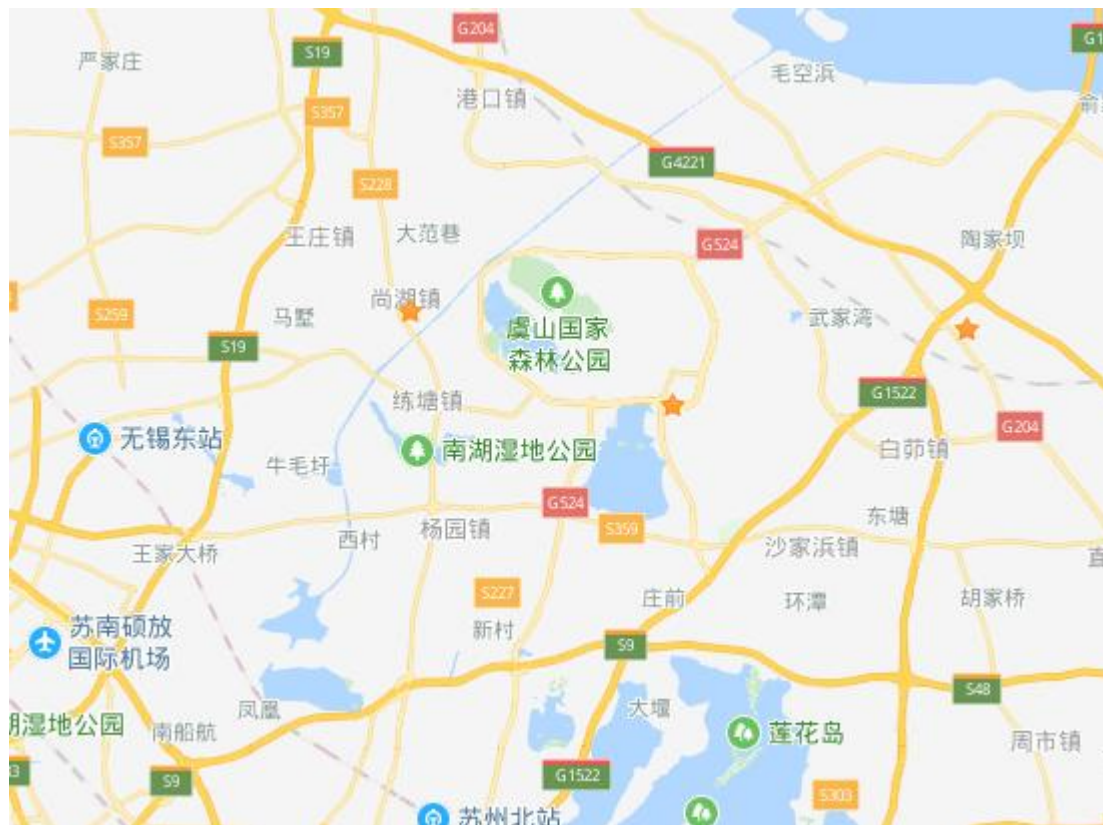 G204
S19
G1
严家庄
毛空浜
港口镇
S357
S357
G4221
S228
王庄镇
大范巷
G524
陶家坝
尚湖镇
S259
马墅
武家湾
虞山国家
森林公园
S19
G1522
练塘镇
G204
无锡东站
南湖湿地公园
白茆镇
牛毛圩
G524
东塘
S359
杨园镇
西村
王家大桥
沙家浜镇
直
S227
庄前
环潭
胡家桥
新村
苏南硕放
国际机场
S9
S48
凤凰
大堰
湖湿地公园
南船航
莲花岛
周市镇
3
S9
G1522
S303
苏州北站